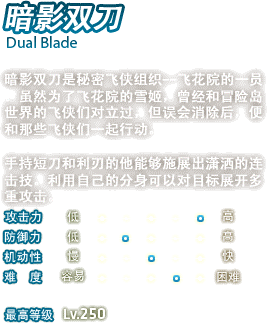 暗影双刀
Dual Blade
暗影双刀是秘密飞侠组织--飞花院的一员
，虽然为了飞花院的雪姬，曾经和冒险岛
世界的飞侠们对立过，但误会消除后，便
和那些飞侠们一起行动。
手持短刀和利刃的他能够施展出潇洒的连
击技，利用自己的分身可以对目标展开多
重攻击。
攻击力 低 高
防御力 低 高
机动性 慢 快
难 度 容易 困难
最高等级 Lv.250